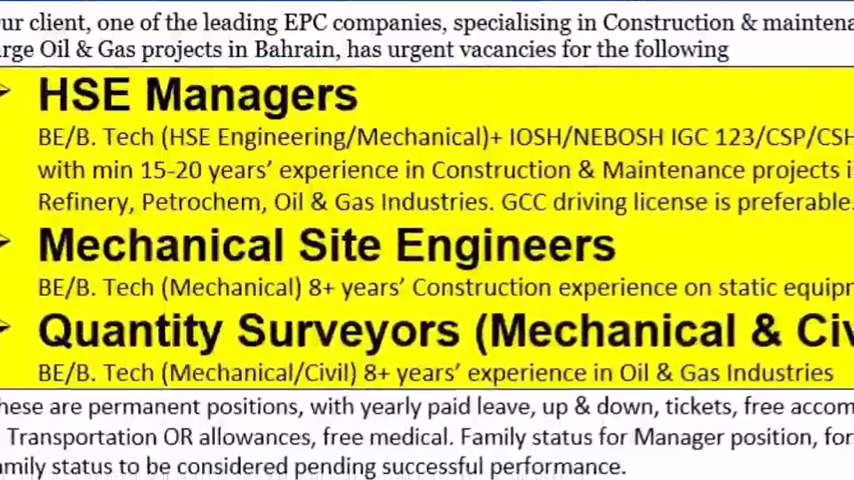 ur client, one of the leading EPC companies, specialising in Construction & maintena
rge Oil & Gas projects in Bahrain, has urgent vacancies for the following
HSE Managers
BE/B. Tech (HSE Engineering/Mechanical)+ IOSH/NEBOSH IGC 123/CSP/CSH
with min 15-20 years’ experience in Construction & Maintenance projects i
Refinery, Petrochem, Oil & Gas Industries. GCC driving license is preferable.
Mechanical Site Engineers
BE/B. Tech (Mechanical) 8+ years’ Construction experience on static equipm
Quantity Surveyors (Mechanical & Civ
BE/B. Tech (Mechanical/Civil) 8+ years’ experience in Oil & Gas Industries
hese are permanent positions, with yearly paid leave, up & down, tickets, free accom
Transportation OR allowances, free medical. Family status for Manager position, for
amily status to be considered pending successful performance.